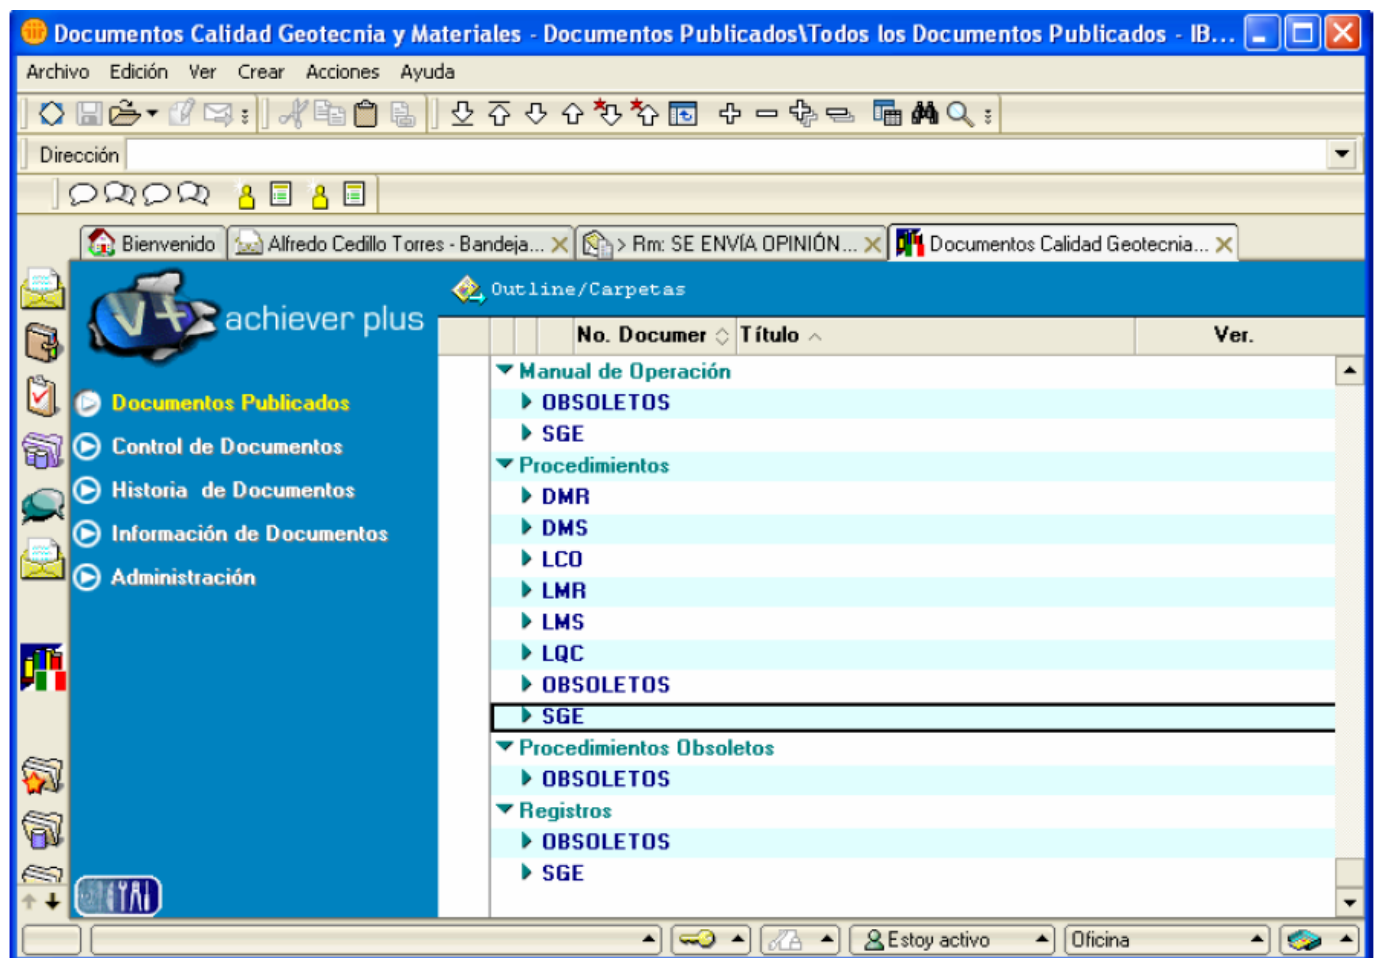 Documentos Calidad Geotecnia y Materiales - Documentos Publicados\Todos los Documentos Publicados - IB...
Archivo Edición Ver Crear Acciones Ayuda
Dirección
Bienvenido Alfredo Cedillo Torres - Bandeja... > Rm: SE ENVÍA OPINIÓN... Documentos Calidad Geotecnia...
achiever plus
Outline/Carpetas
No. Documer Título Ver.
Manual de Operación
Documentos Publicados OBSOLETOS
Control de Documentos SGE
Procedimientos
Historia de Documentos DMR
Información de Documentos DMS
LCO
Administración LMR
LMS
LQC
OBSOLETOS
SGE
Procedimientos Obsoletos
OBSOLETOS
Registros
OBSOLETOS
SGE
Estoy activo Oficina